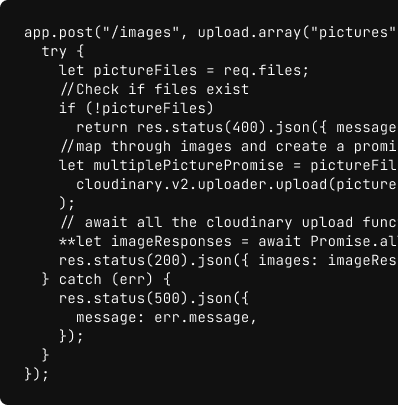 app.post("/images", upload.array("pictures"
try {
let pictureFiles = req.files;
//Check if files exist
if (!pictureFiles)
return res.status(400).json({ message
//map through images and create a promi
let multiplePicturePromise = pictureFil
cloudinary.v2.uploader.upload(picture
);
// await all the cloudinary upload func
**let imageResponses = await Promise.al
res.status(200).json({ images: imageRes
} catch (err) {
res.status(500).json({
message: err.message,
});
}
});